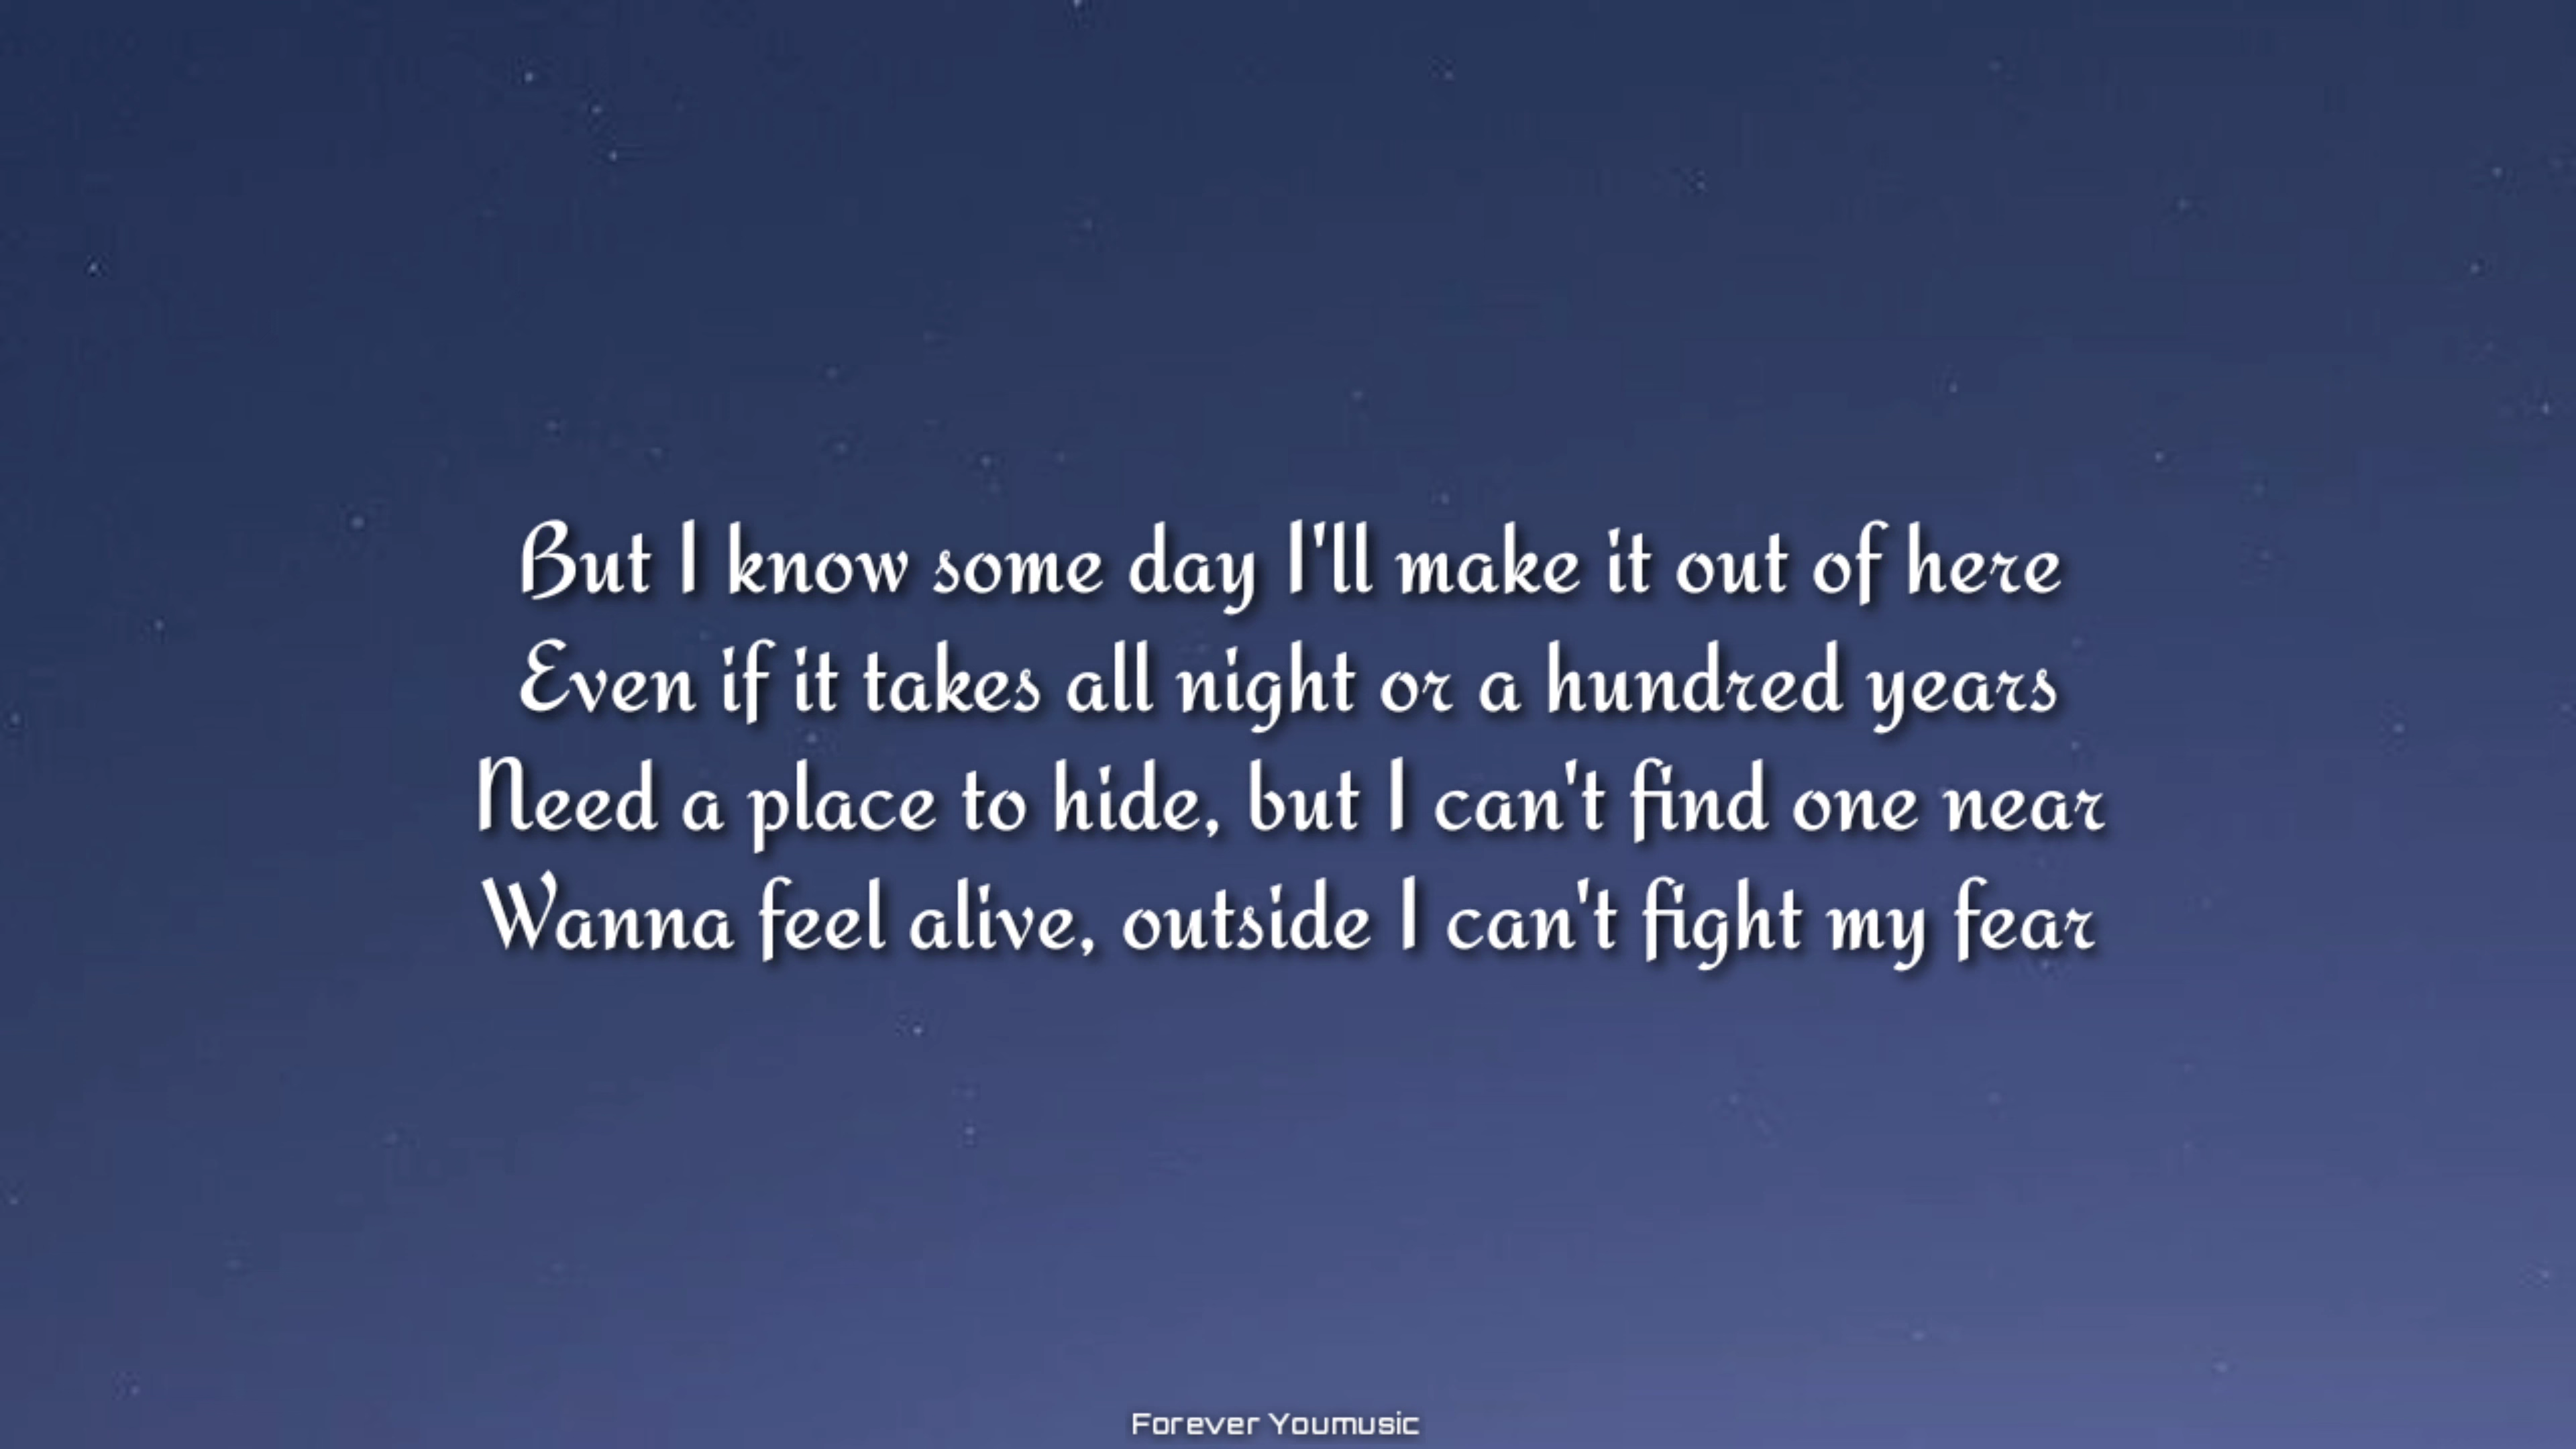 But I know some day I'll make it out of here
Even if it takes all night or a hundred years
Need a place to hide, but I can't find one near
Wanna feel alive, outside I can't fight my fear
Forever Youmusic